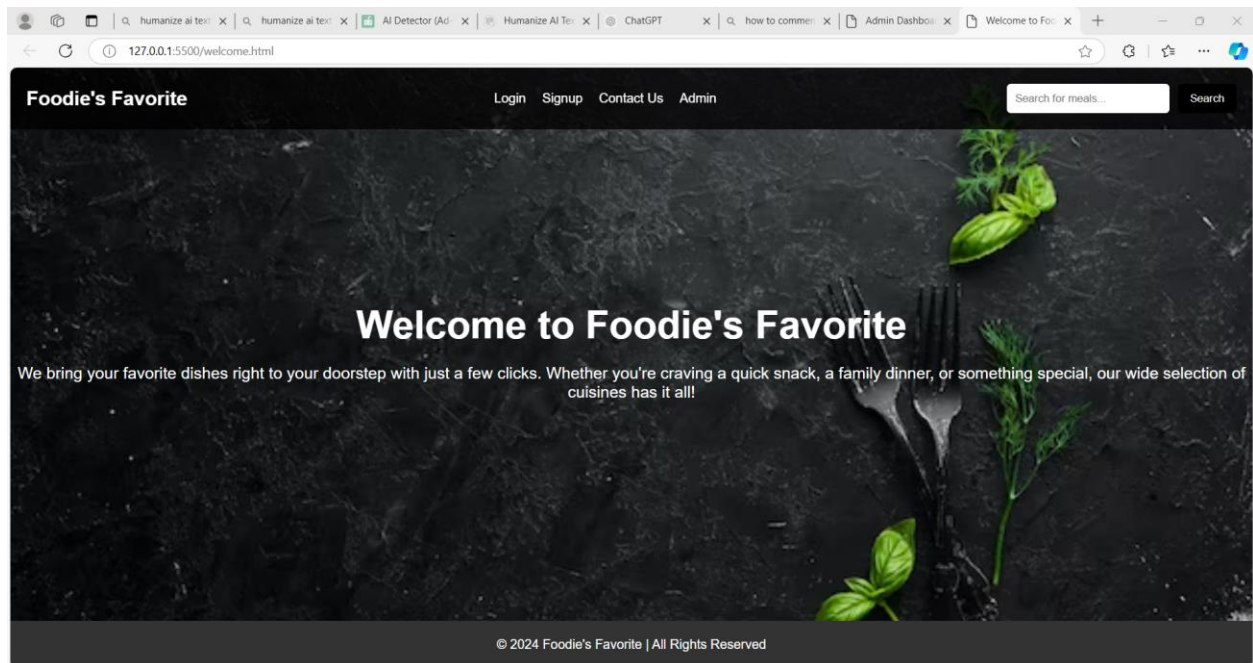 humanize ai text
humanize ai text
AI Detector (Ad-
Humanize AI Tex
ChatGPT
how to commen
Admin Dashboa
Welcome to Foo
127.0.0.1:5500/welcome.html
Foodie's Favorite
Login Signup Contact Us Admin
Search for meals...
Search
Welcome to Foodie's Favorite
We bring your favorite dishes right to your doorstep with just a few clicks. Whether you're craving a quick snack, a family dinner, or something special, our wide selection of
cuisines has it all!
© 2024 Foodie's Favorite | All Rights Reserved